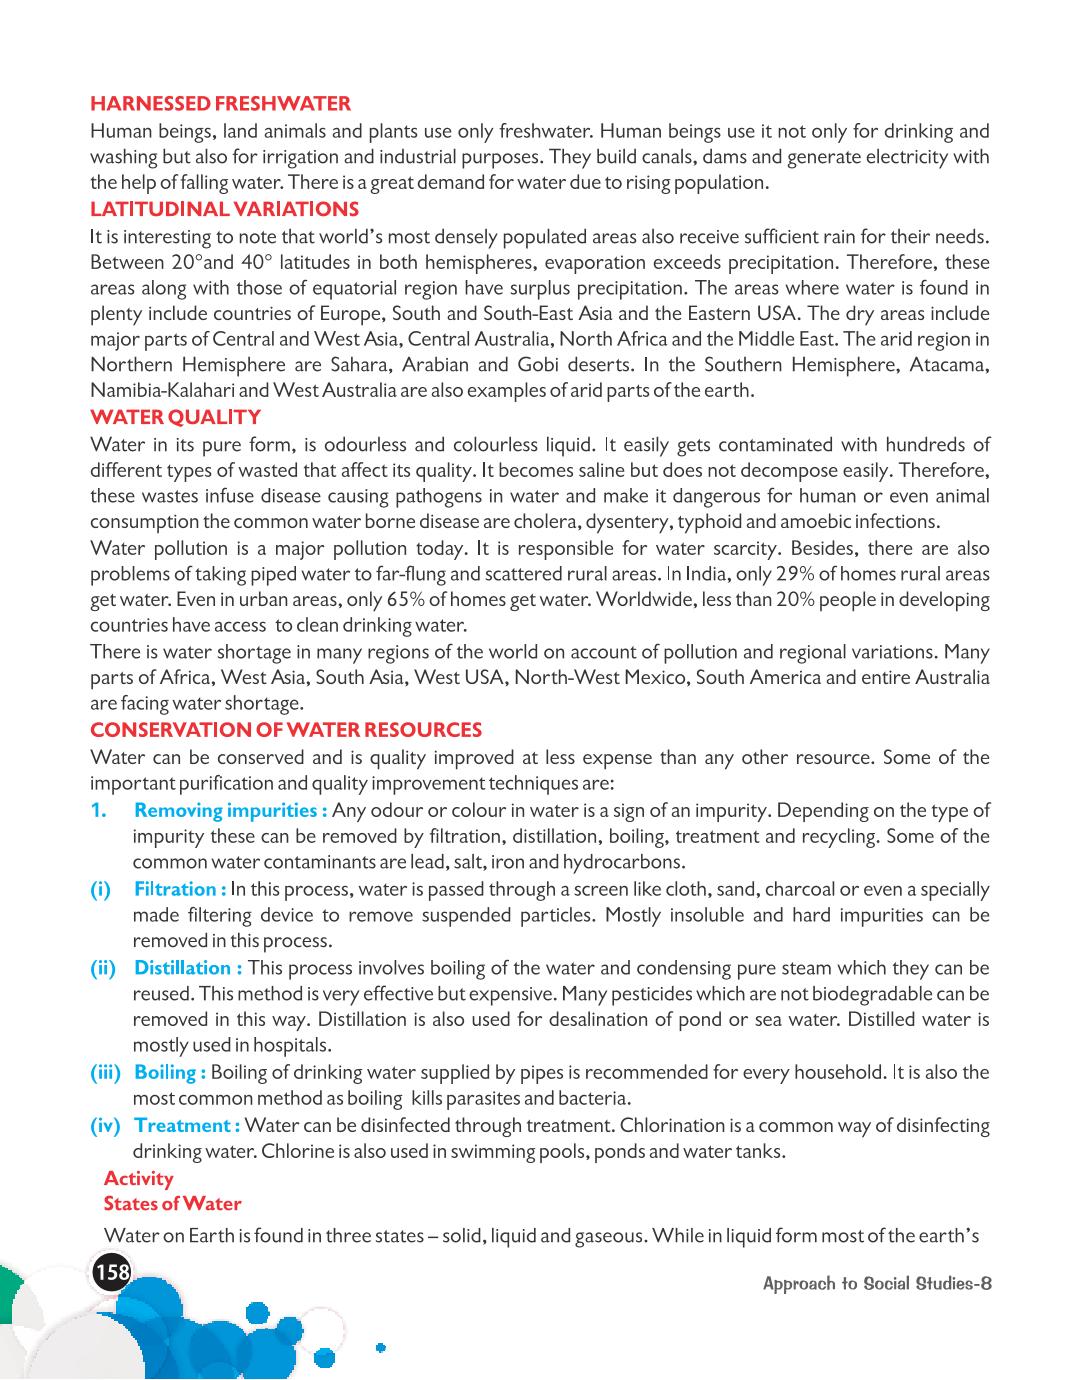 HARNESSED FRESHWATER
Human beings, land animals and plants use only freshwater. Human beings use it not only for drinking and
washing but also for irrigation and industrial purposes. They build canals, dams and generate electricity with
the help of falling water. There is a great demand for water due to rising population.
LATITUDINAL VARIATIONS
It is interesting to note that world's most densely populated areas also receive sufficient rain for their needs.
Between 20°and 40° latitudes in both hemispheres, evaporation exceeds precipitation. Therefore, these
areas along with those of equatorial region have surplus precipitation. The areas where water is found in
plenty include countries of Europe, South and South-East Asia and the Eastern USA. The dry areas include
major parts of Central and West Asia, Central Australia, North Africa and the Middle East. The arid region in
Northern Hemisphere are Sahara, Arabian and Gobi deserts. In the Southern Hemisphere, Atacama,
Namibia-Kalahari and West Australia are also examples of arid parts of the earth.
WATER QUALITY
Water in its pure form, is odourless and colourless liquid. It easily gets contaminated with hundreds of
different types of wasted that affect its quality. It becomes saline but does not decompose easily. Therefore,
these wastes infuse disease causing pathogens in water and make it dangerous for human or even animal
consumption the common water borne disease are cholera, dysentery, typhoid and amoebic infections.
Water pollution is a major pollution today. It is responsible for water scarcity. Besides, there are also
problems of taking piped water to far-flung and scattered rural areas. In India, only 29% of homes rural areas
get water. Even in urban areas, only 65% of homes get water. Worldwide, less than 20% people in developing
countries have access to clean drinking water.
There is water shortage in many regions of the world on account of pollution and regional variations. Many
parts of Africa, West Asia, South Asia, West USA, North-West Mexico, South America and entire Australia
are facing water shortage.
CONSERVATION OF WATER RESOURCES
Water can be conserved and is quality improved at less expense than any other resource. Some of the
important purification and quality improvement techniques are:
1. Removing impurities : Any odour or colour in water is a sign of an impurity. Depending on the type of
impurity these can be removed by filtration, distillation, boiling, treatment and recycling. Some of the
common water contaminants are lead, salt, iron and hydrocarbons.
(i) Filtration : In this process, water is passed through a screen like cloth, sand, charcoal or even a specially
made filtering device to remove suspended particles. Mostly insoluble and hard impurities can be
removed in this process.
(ii) Distillation : This process involves boiling of the water and condensing pure steam which they can be
reused. This method is very effective but expensive. Many pesticides which are not biodegradable can be
removed in this way. Distillation is also used for desalination of pond or sea water. Distilled water is
mostly used in hospitals.
(iii) Boiling : Boiling of drinking water supplied by pipes is recommended for every household. It is also the
most common method as boiling kills parasites and bacteria.
(iv) Treatment : Water can be disinfected through treatment. Chlorination is a common way of disinfecting
drinking water. Chlorine is also used in swimming pools, ponds and water tanks.
Activity
States of Water
Water on Earth is found in three states – solid, liquid and gaseous. While in liquid form most of the earth's
158
Approach to Social Studies-8